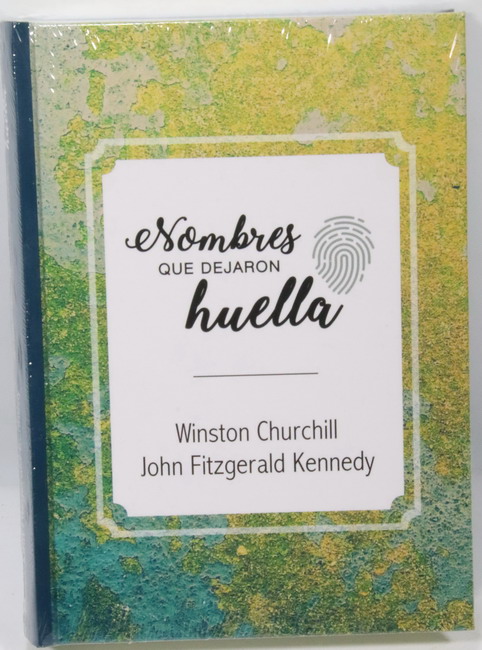 Nombres
QUE DEJARON
huella
Winston Churchill
John Fitzgerald Kennedy